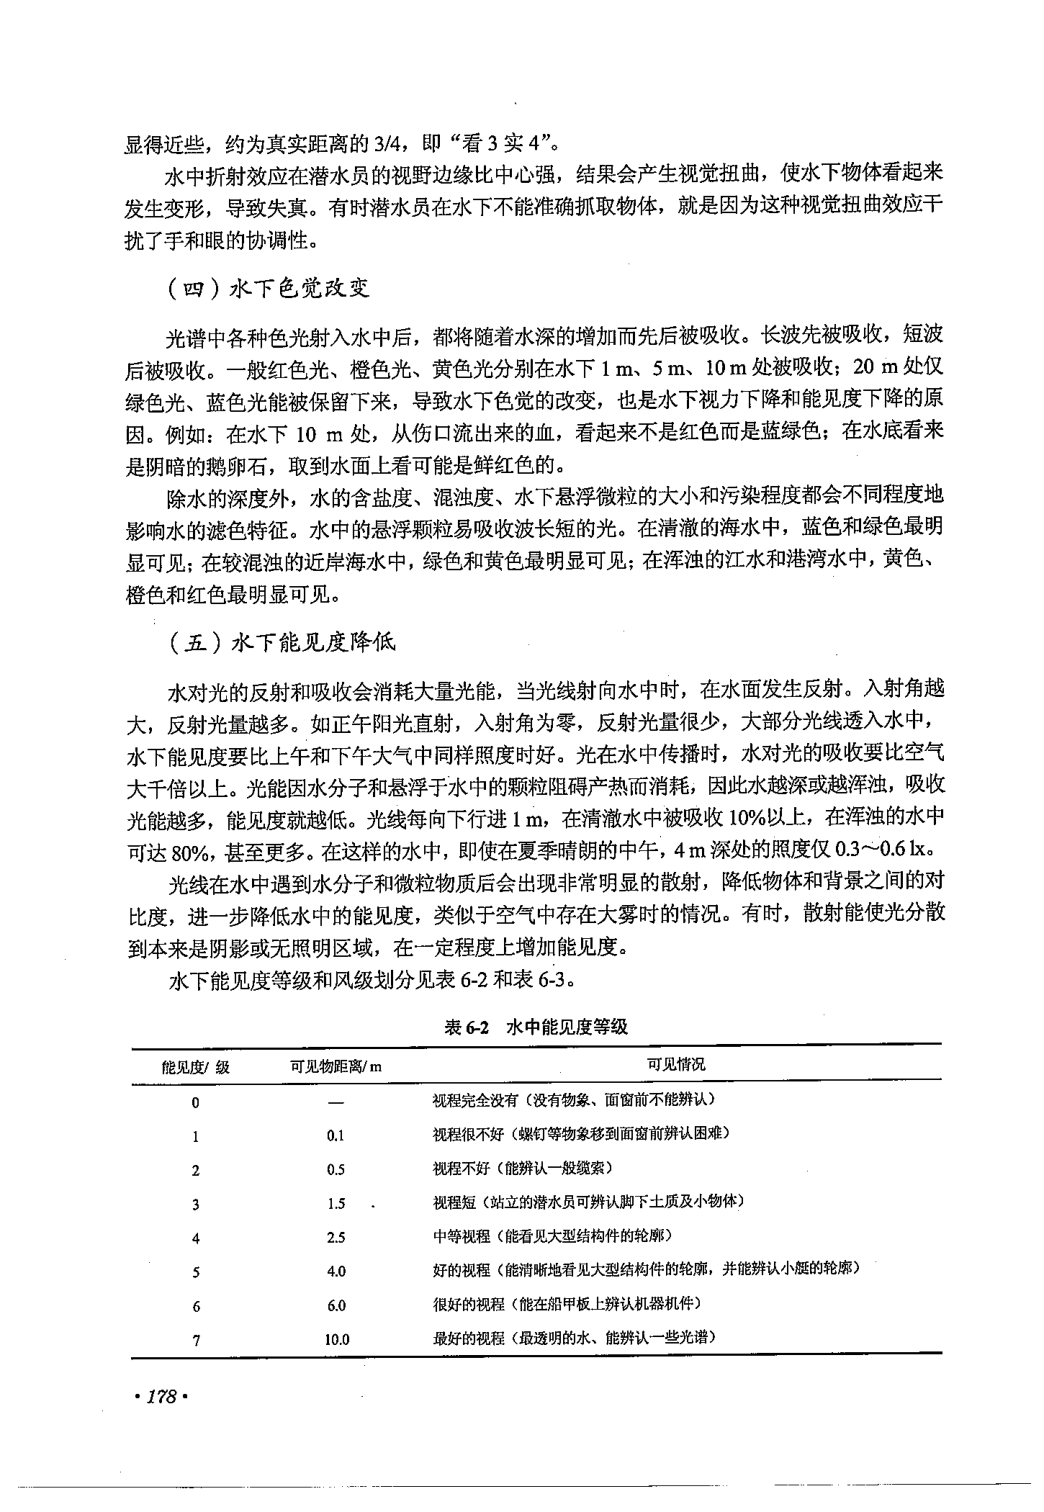 显得近些，约为真实距离的 3/4，即“看 3 实 4”。
水中折射效应在潜水员的视野边缘比中心强，结果会产生视觉扭曲，使水下物体看起来
发生变形，导致失真。有时潜水员在水下不能准确抓取物体，就是因为这种视觉扭曲效应干
扰了手和眼的协调性。
（四）水下色觉改变
光谱中各种色光射入水中后，都将随着水深的增加而先后被吸收。长波先被吸收，短波
后被吸收。一般红色光、橙色光、黄色光分别在水下 1 m、5 m、10 m 处被吸收；20 m 处仅
绿色光、蓝色光能被保留下来，导致水下色觉的改变，也是水下视力下降和能见度下降的原
因。例如：在水下 10 m 处，从伤口流出来的血，看起来不是红色而是蓝绿色；在水底看来
是阴暗的鹅卵石，取到水面上看可能是鲜红色的。
除水的深度外，水的含盐度、混浊度、水下悬浮微粒的大小和污染程度都会不同程度地
影响水的滤色特征。水中的悬浮颗粒易吸收波长短的光。在清澈的海水中，蓝色和绿色最明
显可见；在较混浊的近岸海水中，绿色和黄色最明显可见；在浑浊的江水和港湾水中，黄色、
橙色和红色最明显可见。
（五）水下能见度降低
水对光的反射和吸收会消耗大量光能，当光线射向水中时，在水面发生反射。入射角越
大，反射光量越多。如正午阳光直射，入射角为零，反射光量很少，大部分光线透入水中，
水下能见度要比上午和下午大气中同样照度时好。光在水中传播时，水对光的吸收要比空气
大千倍以上。光能因水分子和悬浮于水中的颗粒阻碍产热而消耗，因此水越深或越浑浊，吸收
光能越多，能见度就越低。光线每向下行进 1 m，在清澈水中被吸收 10%以上，在浑浊的水中
可达 80%，甚至更多。在这样的水中，即使在夏季晴朗的中午，4 m 深处的照度仅 0.3～0.6 lx。
光线在水中遇到水分子和微粒物质后会出现非常明显的散射，降低物体和背景之间的对
比度，进一步降低水中的能见度，类似于空气中存在大雾时的情况。有时，散射能使光分散
到本来是阴影或无照明区域，在一定程度上增加能见度。
水下能见度等级和风级划分见表 6-2 和表 6-3。
表 6-2 水中能见度等级
能见度/ 级 可见物距离/ m 可见情况
0 — 视程完全没有（没有物象、面窗前不能辨认）
1 0.1 视程很不好（螺钉等物象移到面窗前辨认困难）
2 0.5 视程不好（能辨认一般缆索）
3 1.5 视程短（站立的潜水员可辨认脚下土质及小物体）
4 2.5 中等视程（能看见大型结构件的轮廓）
5 4.0 好的视程（能清晰地看见大型结构件的轮廓，并能辨认小艇的轮廓）
6 6.0 很好的视程（能在船甲板上辨认机器机件）
7 10.0 最好的视程（最透明的水、能辨认一些光谱）
·178·